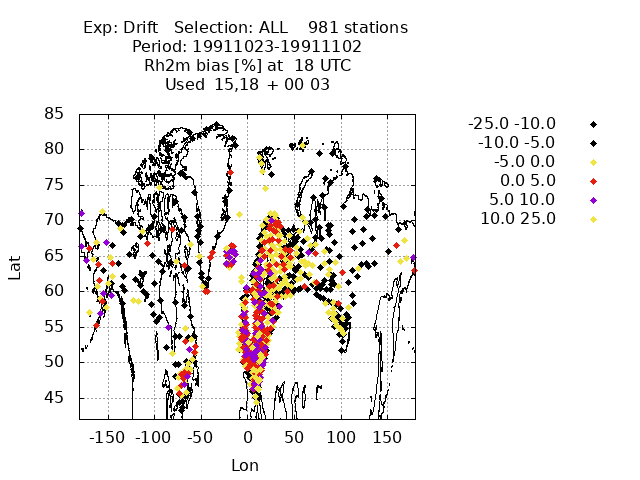 Exp: Drift Selection: ALL 981 stations
Period: 19911023-19911102
Rh2m bias [%] at 18 UTC
Used 15,18 + 00 03
85
80
75
70
65
60
55
50
45
Lat
-150 -100 -50 0 50 100 150
Lon
-25.0 -10.0
-10.0 -5.0
-5.0 0.0
0.0 5.0
5.0 10.0
10.0 25.0